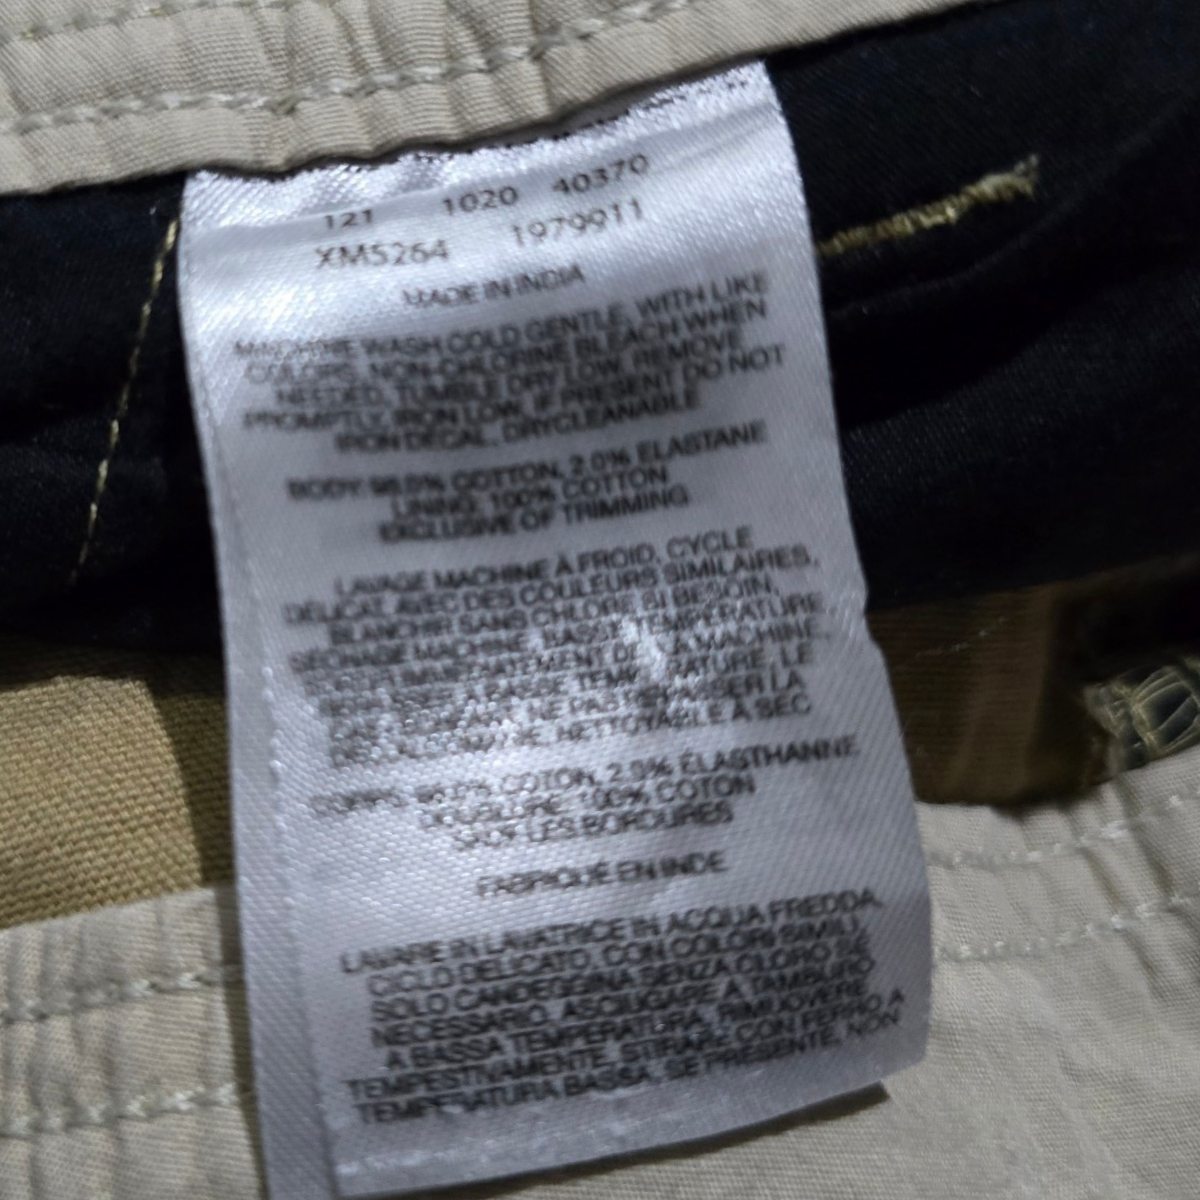 121 1020 40370
XM5264 1979911
MADE IN INDIA
MACHINE WASH COLD GENTLE, WITH LIKE
COLORS, NON-CHLORINE BLEACH WHEN
NEEDED, TUMBLE DRY LOW, REMOVE
PROMPTLY, IRON LOW, IF PRESENT DO NOT
IRON DECAL, DRYCLEANABLE
BODY: 98.0% COTTON, 2.0% ELASTANE
LINING: 100% COTTON
EXCLUSIVE OF TRIMMING
LAVAGE MACHINE À FROID, CYCLE
DÉLICAT, AVEC DES COULEURS SIMILAIRES,
BLANCHIR SANS CHLORE SI BESOIN,
SÉCHAGE MACHINE, BASSE TEMPÉRATURE,
IMMÉDIATEMENT DE LA MACHINE,
À BASSE TEMPÉRATURE, LE
NE PAS REPASSER LA
DÉCALCOMANIE, NETTOYABLE À SEC
CORPS: 98.0% COTON, 2.0% ÉLASTHANNE
DOUBLURE: 100% COTON
SAUF LES BORDURES
FABRIQUÉ EN INDE
LAVARE IN LAVATRICE IN ACQUA FREDDA,
CICLO DELICATO, CON COLORI SIMILI,
SOLO CANDEGGINA SENZA CLORO SE
NECESSARIO, ASCIUGARE A TAMBURO
A BASSA TEMPERATURA, RIMUOVERE
TEMPESTIVAMENTE, STIRARE CON FERRO A
TEMPERATURA BASSA, SE PRESENTE, NON